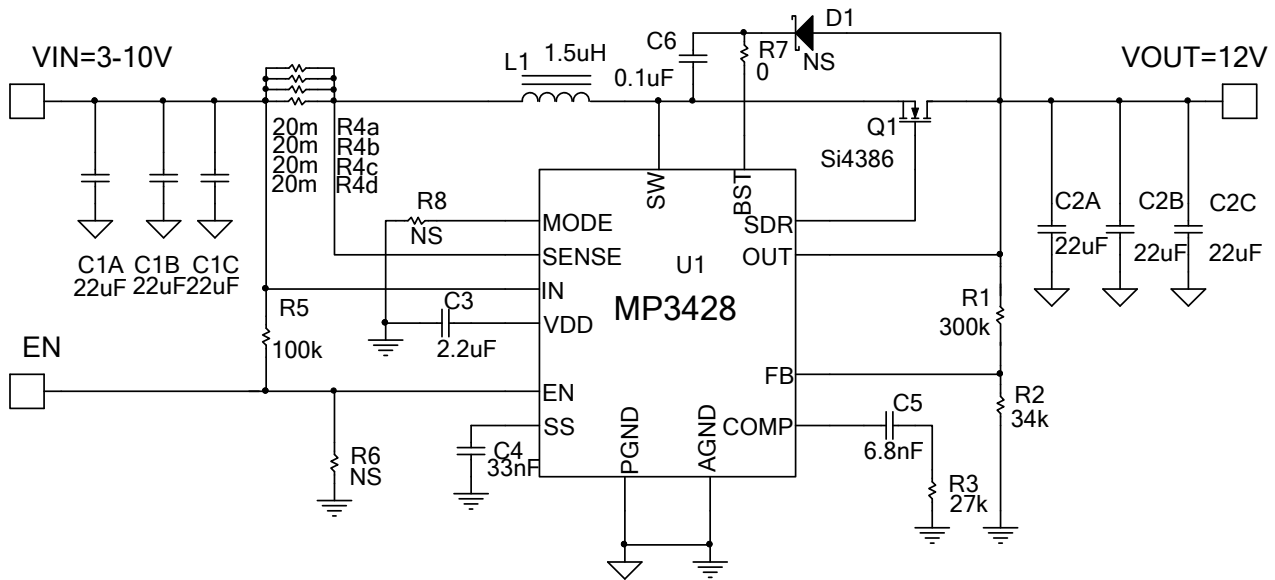 VIN=3-10V
L1
1.5uH
C6
0.1uF
R7
0
D1
NS
VOUT=12V
20m R4a
20m R4b
20m R4c
20m R4d
Q1
Si4386
C1A
22uF
C1B
22uF
C1C
22uF
R8
NS
SW
BST
MODE
SENSE
IN
VDD
EN
SS
SDR
OUT
FB
COMP
PGND
AGND
U1
MP3428
C2A
22uF
C2B
22uF
C2C
22uF
R5
100k
C3
2.2uF
R1
300k
EN
R6
NS
C4
33nF
C5
6.8nF
R2
34k
R3
27k